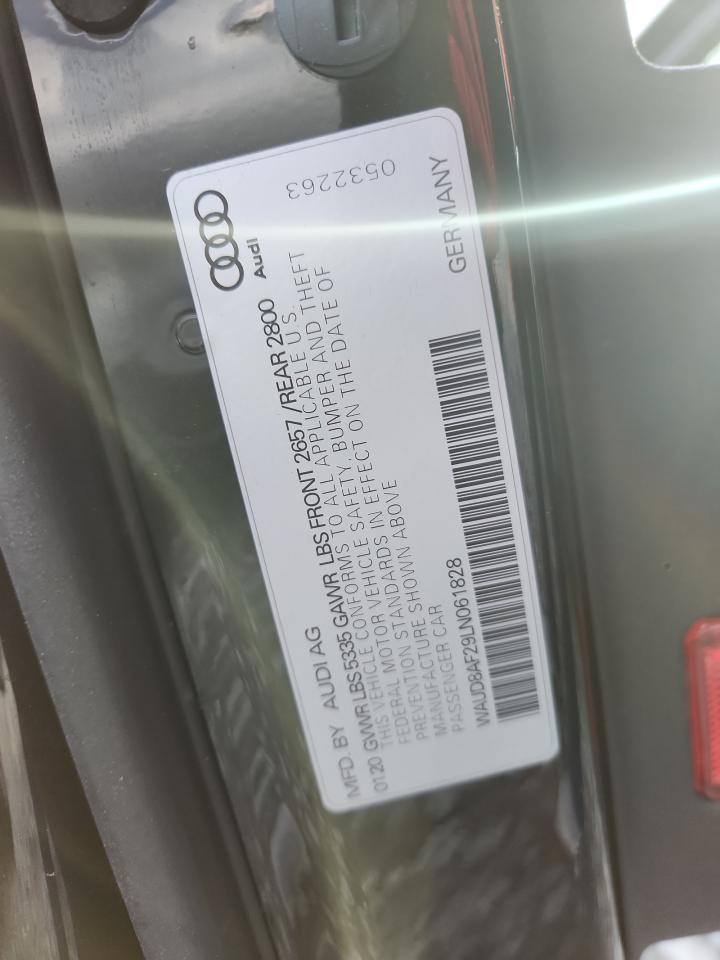 MFD. BY AUDI AG
0120 GVWR LBS 5335 GAWR LBS FRONT 2657 /REAR 2800
THIS VEHICLE CONFORMS TO ALL APPLICABLE U.S.
FEDERAL MOTOR VEHICLE SAFETY, BUMPER AND THEFT
PREVENTION STANDARDS IN EFFECT ON THE DATE OF
MANUFACTURE SHOWN ABOVE
PASSENGER CAR
WAUD8AF29LN061828
GERMANY
Audi
0532263